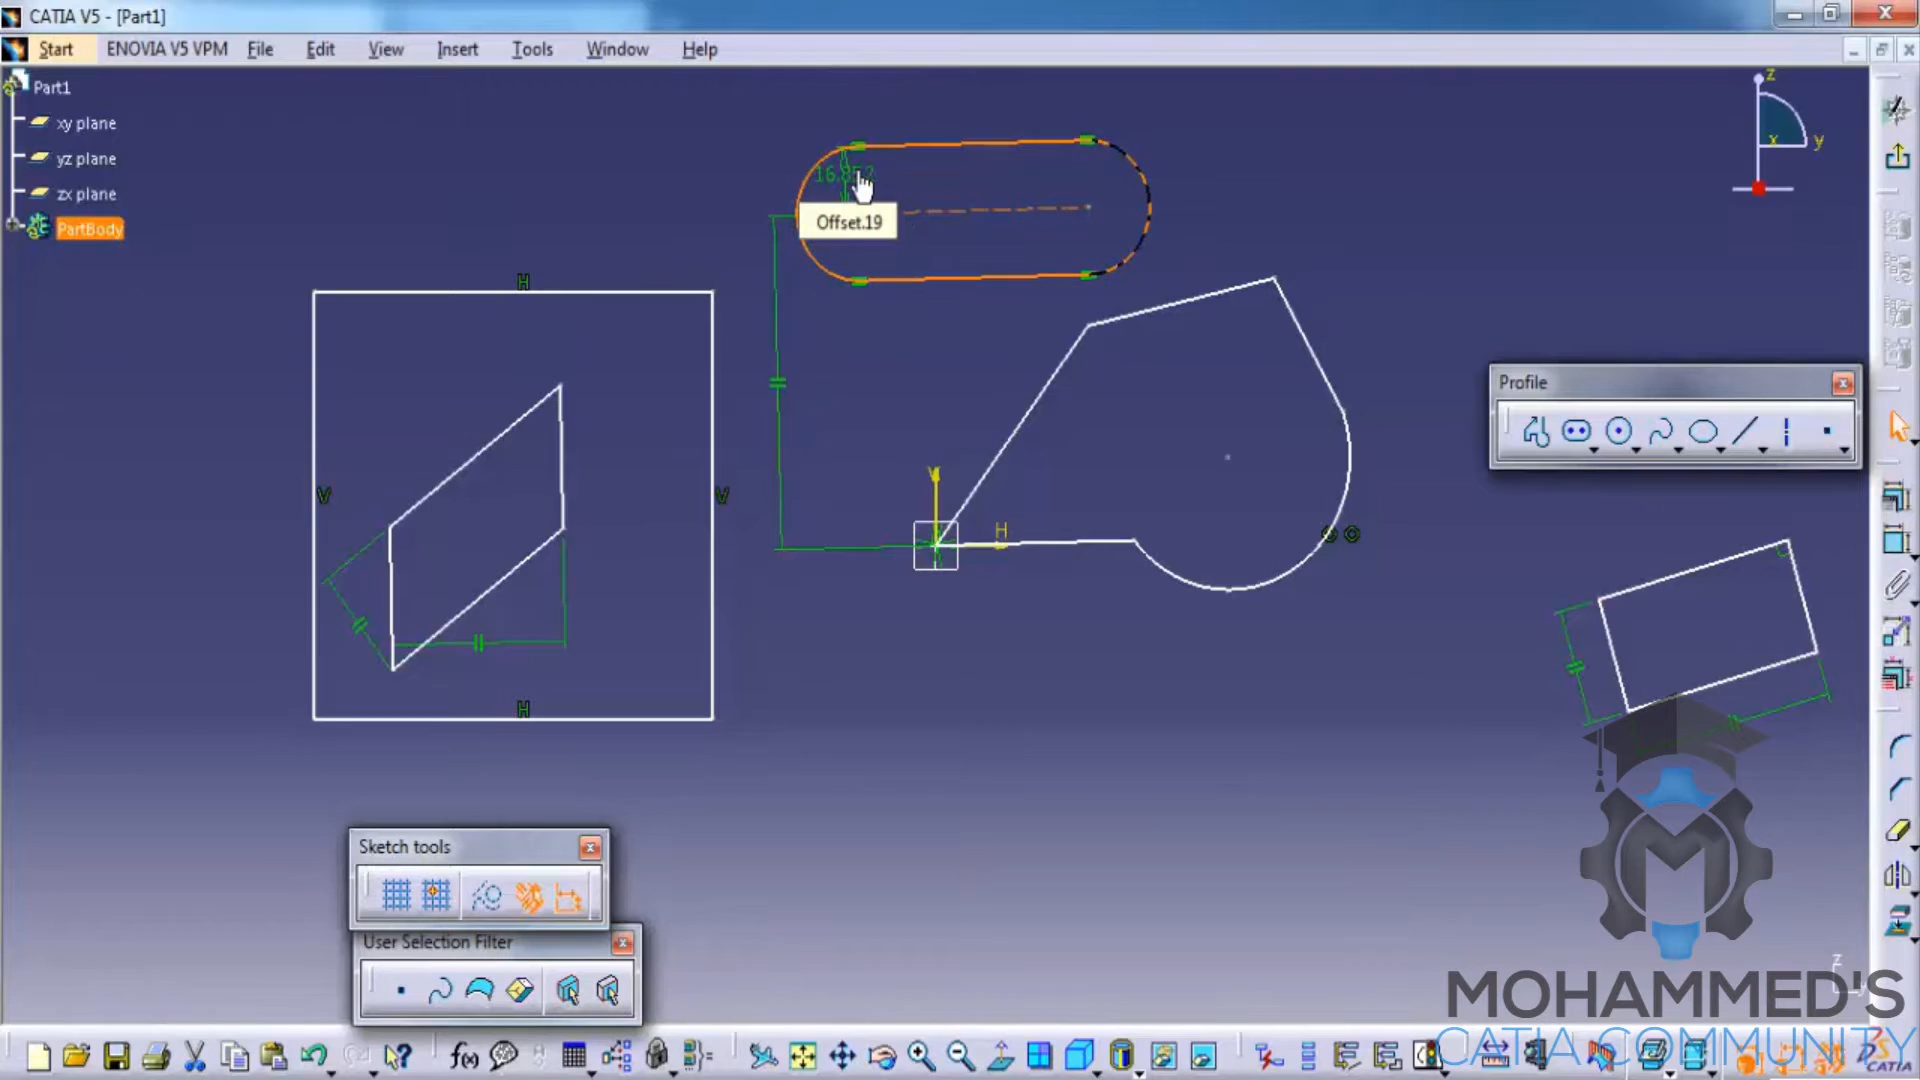 CATIA V5 - [Part1]
Start ENOVIA V5 VPM File Edit View Insert Tools Window Help
Part1
xy plane
yz plane
zx plane
PartBody
z
x
y
Offset.19
H
V
V
H
V
H
Profile
Sketch tools
User Selection Filter
z
y
f(x)
MOHAMMED'S
CATIA COMMUNITY
CATIA